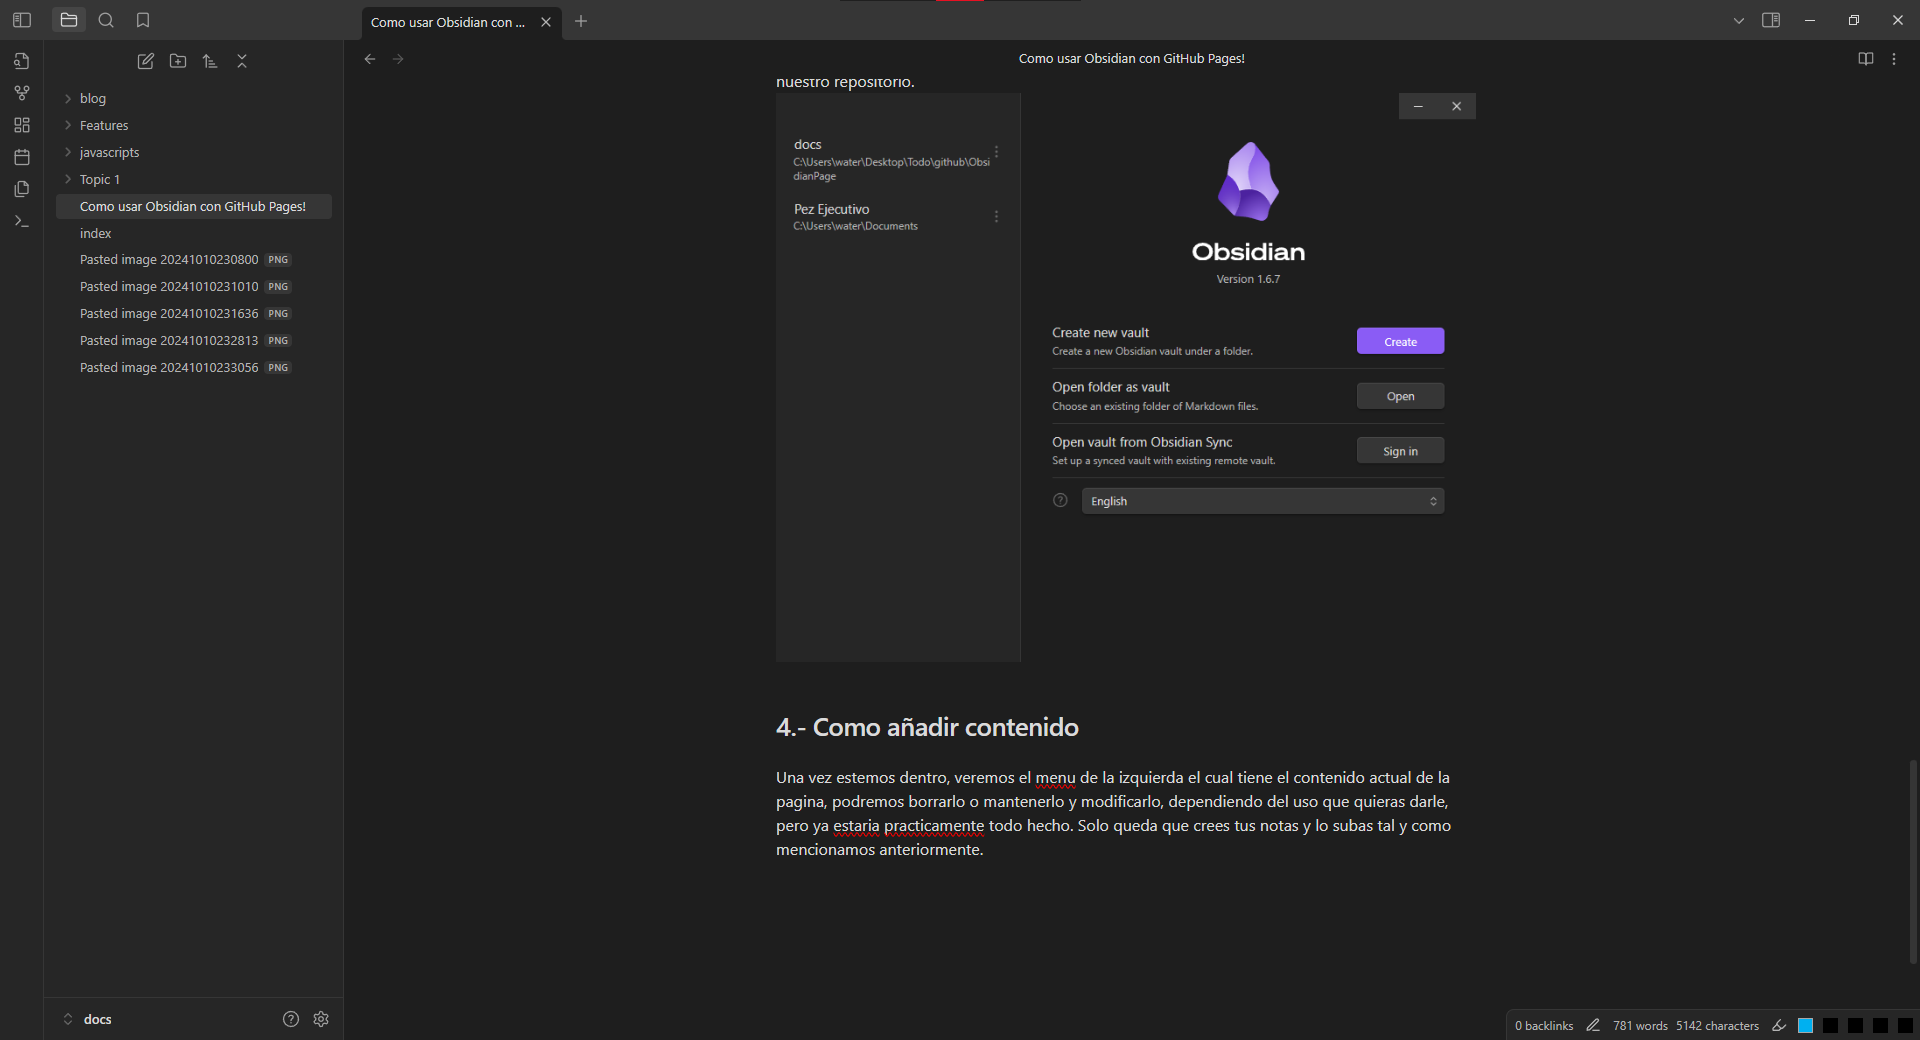 Como usar Obsidian con ...
Como usar Obsidian con GitHub Pages!
blog
Features
javascripts
Topic 1
Como usar Obsidian con GitHub Pages!
index
Pasted image 20241010230800 PNG
Pasted image 20241010231010 PNG
Pasted image 20241010231636 PNG
Pasted image 20241010232813 PNG
Pasted image 20241010233056 PNG
docs
nuestro repositorio.
docs
C:\Users\water\Desktop\Todo\github\Obsi
dianPage
Pez Ejecutivo
C:\Users\water\Documents
Obsidian
Version 1.6.7
Create new vault
Create a new Obsidian vault under a folder.
Create
Open folder as vault
Choose an existing folder of Markdown files.
Open
Open vault from Obsidian Sync
Set up a synced vault with existing remote vault.
Sign in
English
4.- Como añadir contenido
Una vez estemos dentro, veremos el menu de la izquierda el cual tiene el contenido actual de la
pagina, podremos borrarlo o mantenerlo y modificarlo, dependiendo del uso que quieras darle,
pero ya estaria practicamente todo hecho. Solo queda que crees tus notas y lo subas tal y como
mencionamos anteriormente.
0 backlinks 781 words 5142 characters